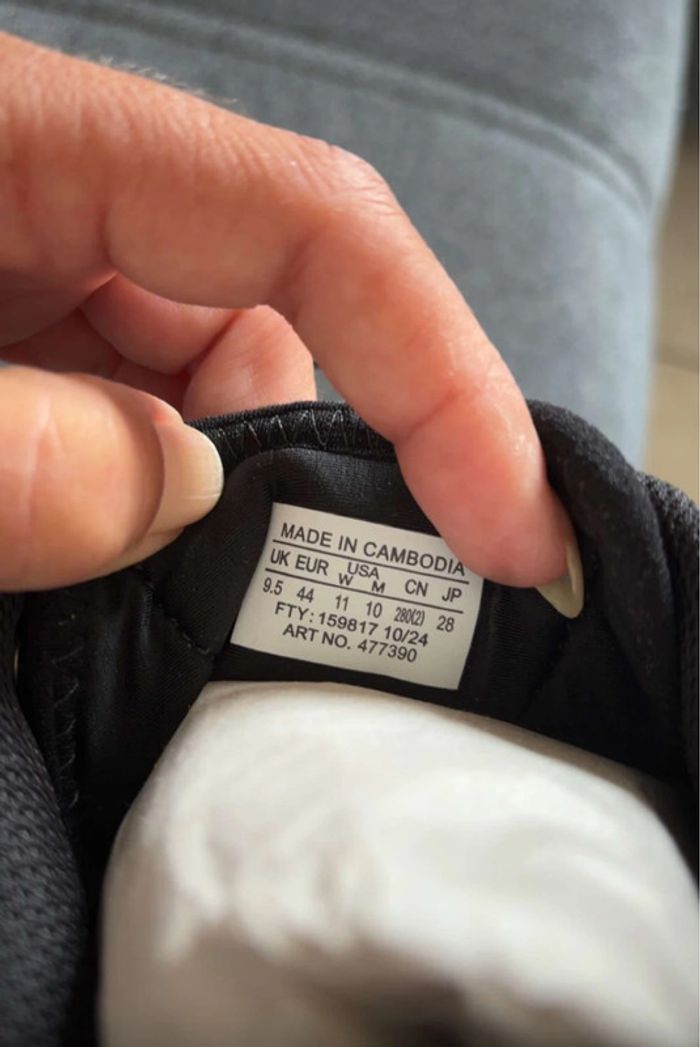 MADE IN CAMBODIA
UK EUR USA W M CN JP
9.5 44 11 10 280(2) 28
FTY: 159817 10/24
ART NO. 477390